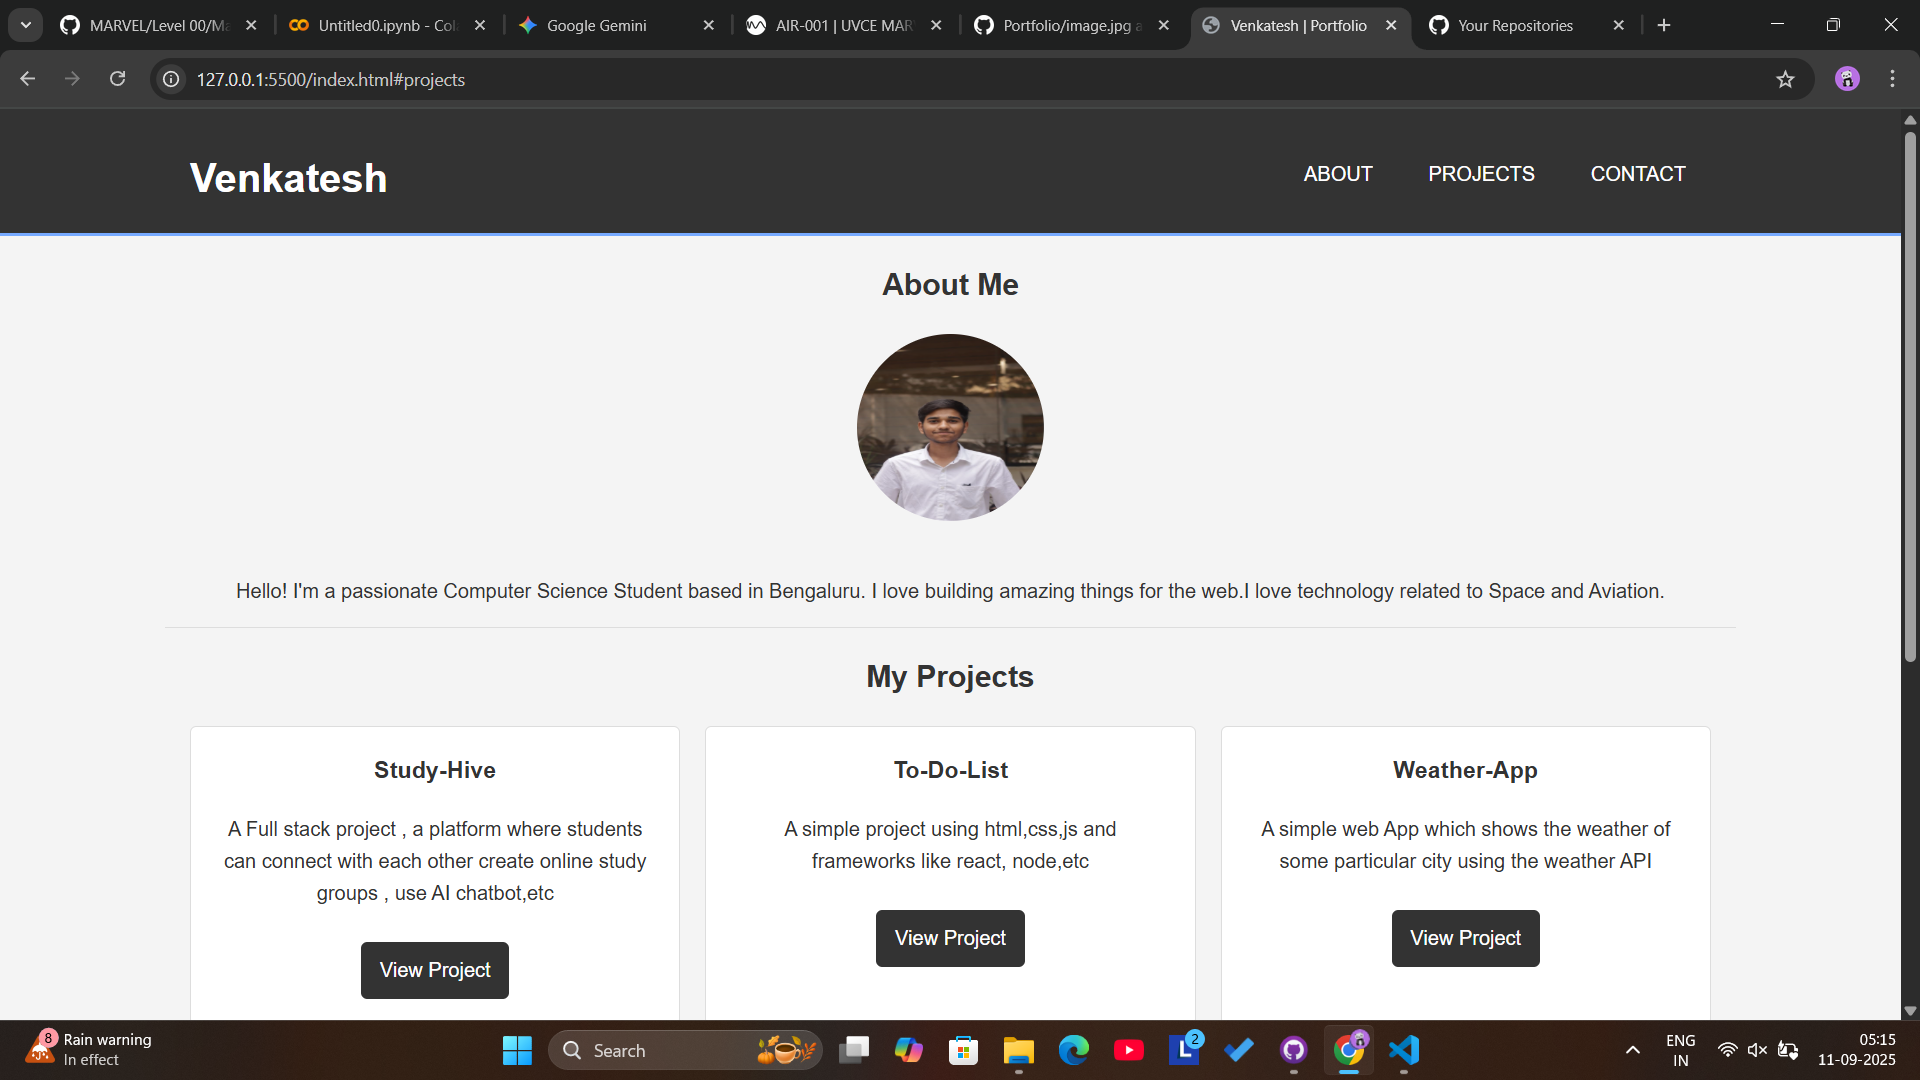 MARVEL/Level 00/Ma
Untitled0.ipynb - Col
Google Gemini
AIR-001 | UVCE MAR
Portfolio/image.jpg a
Venkatesh | Portfolio
Your Repositories
127.0.0.1:5500/index.html#projects
Venkatesh
ABOUT PROJECTS CONTACT
About Me
Hello! I'm a passionate Computer Science Student based in Bengaluru. I love building amazing things for the web.I love technology related to Space and Aviation.
My Projects
Study-Hive
A Full stack project , a platform where students
can connect with each other create online study
groups , use AI chatbot,etc
View Project
To-Do-List
A simple project using html,css,js and
frameworks like react, node,etc
View Project
Weather-App
A simple web App which shows the weather of
some particular city using the weather API
View Project
8
Rain warning
In effect
Search
L
2
ENG
IN
05:15
11-09-2025